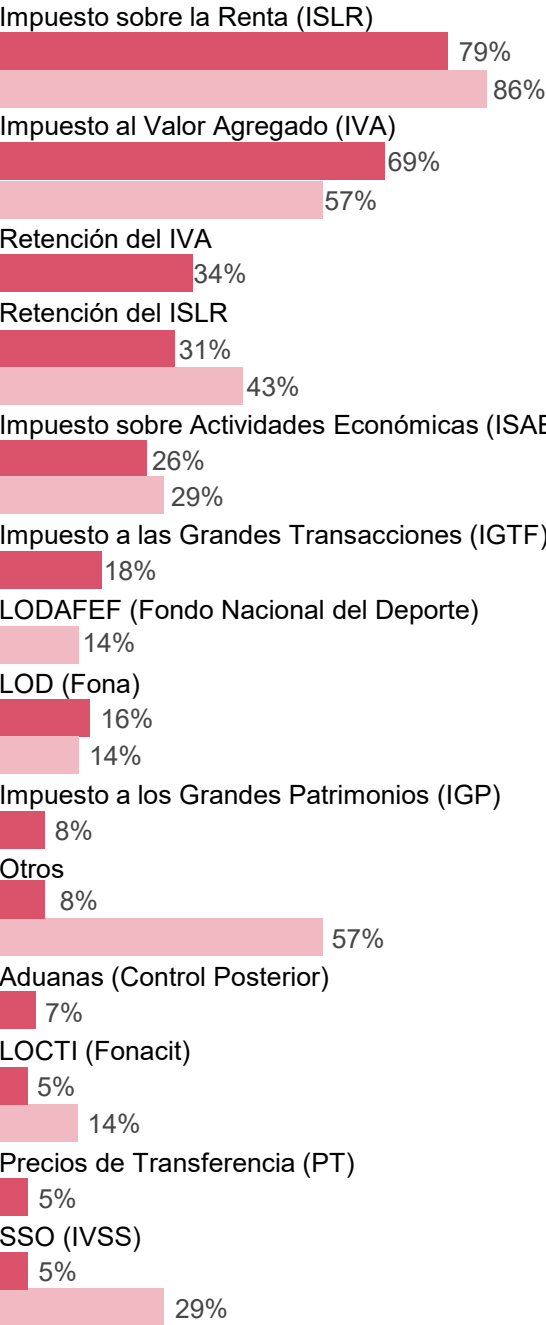 Impuesto sobre la Renta (ISLR)
79%
86%
Impuesto al Valor Agregado (IVA)
69%
57%
Retención del IVA
34%
Retención del ISLR
31%
43%
Impuesto sobre Actividades Económicas (ISAE
26%
29%
Impuesto a las Grandes Transacciones (IGTF)
18%
LODAFEF (Fondo Nacional del Deporte)
14%
LOD (Fona)
16%
14%
Impuesto a los Grandes Patrimonios (IGP)
8%
Otros
8%
57%
Aduanas (Control Posterior)
7%
LOCTI (Fonacit)
5%
14%
Precios de Transferencia (PT)
5%
SSO (IVSS)
5%
29%